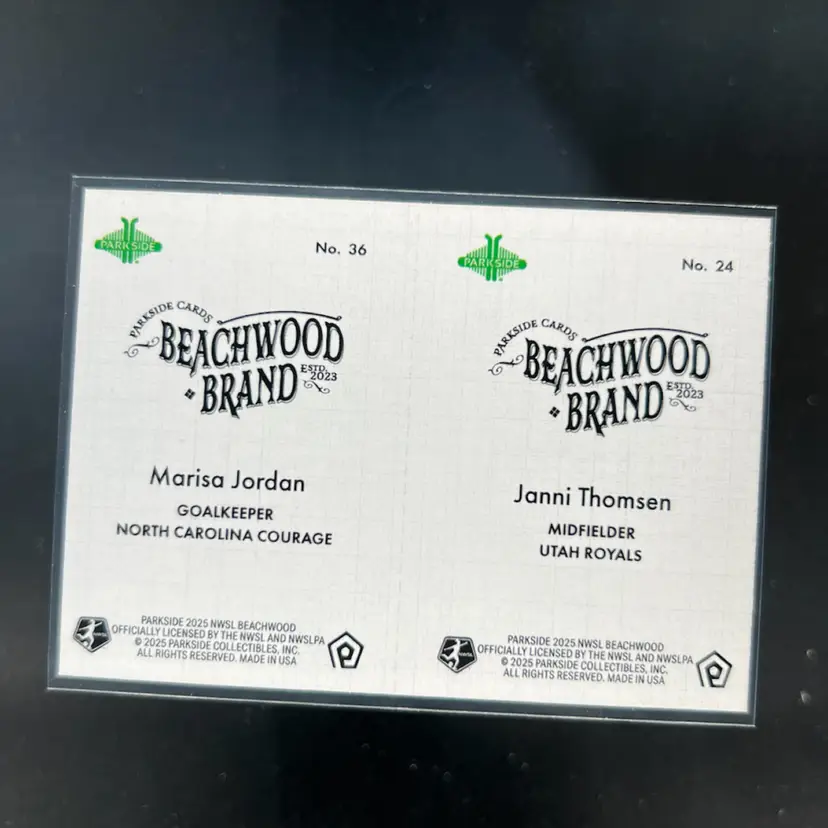 PARKSIDE
No. 36
PARKSIDE CARDS
BEACHWOOD
BRAND
ESTD.
2023
Marisa Jordan
GOALKEEPER
NORTH CAROLINA COURAGE
PARKSIDE 2025 NWSL BEACHWOOD
OFFICIALLY LICENSED BY THE NWSL AND NWSLPA
© 2025 PARKSIDE COLLECTIBLES, INC.
ALL RIGHTS RESERVED. MADE IN USA
PARKSIDE
No. 24
PARKSIDE CARDS
BEACHWOOD
BRAND
ESTD.
2023
Janni Thomsen
MIDFIELDER
UTAH ROYALS
PARKSIDE 2025 NWSL BEACHWOOD
OFFICIALLY LICENSED BY THE NWSL AND NWSLPA
© 2025 PARKSIDE COLLECTIBLES, INC.
ALL RIGHTS RESERVED. MADE IN USA